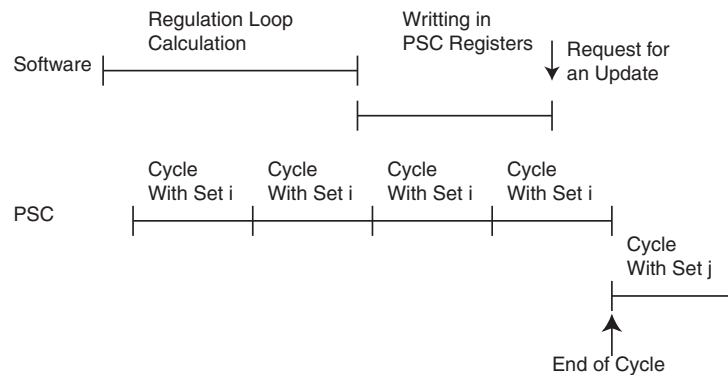 Regulation Loop
Calculation
Writting in
PSC Registers
Software
Request for
an Update
Cycle
With Set i
Cycle
With Set i
Cycle
With Set i
Cycle
With Set i
PSC
Cycle
With Set j
End of Cycle